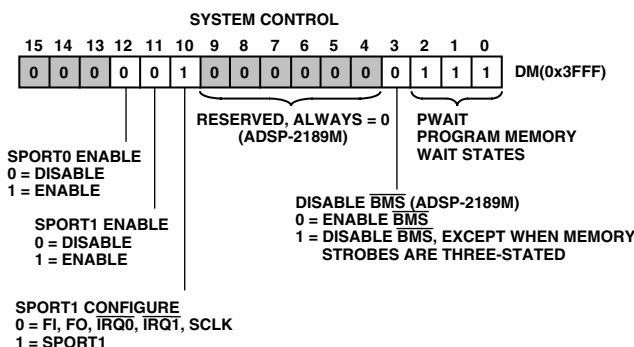 SYSTEM CONTROL
15 14 13 12 11 10 9 8 7 6 5 4 3 2 1 0
0 0 0 0 0 1 0 0 0 0 0 0 0 1 1 1 DM(0x3FFF)
RESERVED, ALWAYS = 0
(ADSP-2189M)
PWAIT
PROGRAM MEMORY
WAIT STATES
SPORT0 ENABLE
0 = DISABLE
1 = ENABLE
DISABLE BMS (ADSP-2189M)
0 = ENABLE BMS
1 = DISABLE BMS, EXCEPT WHEN MEMORY
STROBES ARE THREE-STATED
SPORT1 ENABLE
0 = DISABLE
1 = ENABLE
SPORT1 CONFIGURE
0 = FI, FO, IRQ0, IRQ1, SCLK
1 = SPORT1